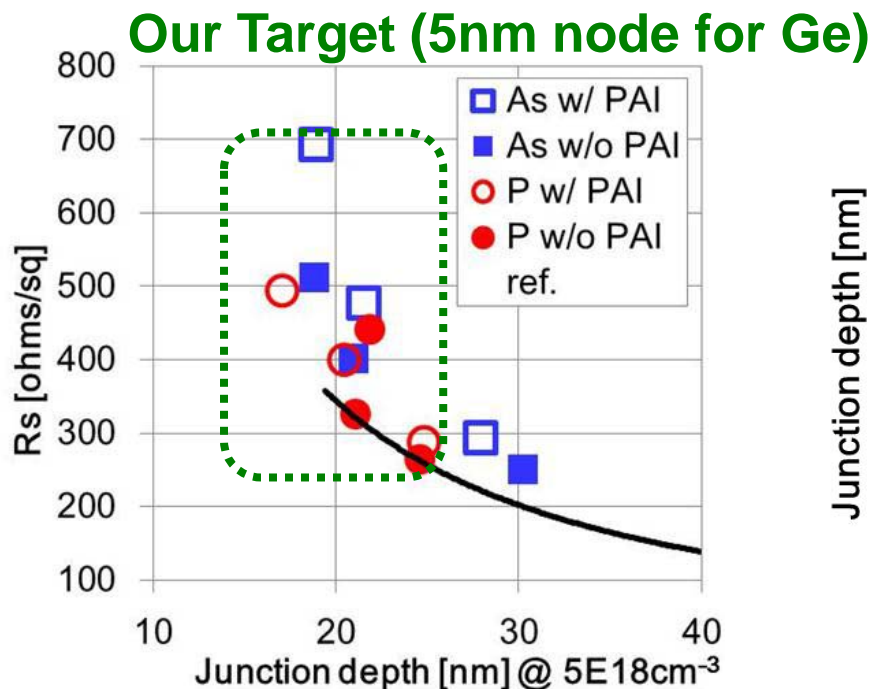 Our Target (5nm node for Ge)
800
700
600
500
400
300
200
100
Rs [ohms/sq]
As w/ PAI
As w/o PAI
P w/ PAI
P w/o PAI
ref.
10 20 30 40
Junction depth [nm] @ 5E18cm⁻³
Junction depth [nm]